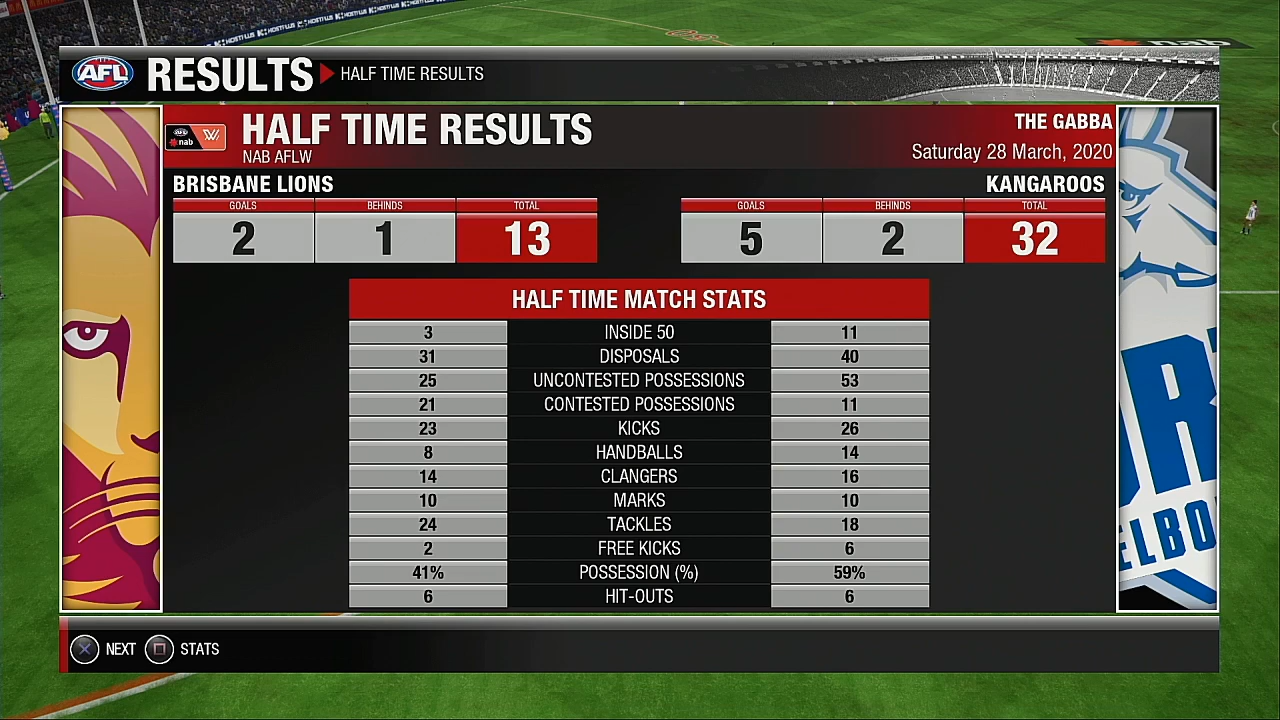 HOSTPLUS
nab
AFL RESULTS HALF TIME RESULTS
AFL nab W HALF TIME RESULTS THE GABBA
NAB AFLW Saturday 28 March, 2020
BRISBANE LIONS KANGAROOS
GOALS BEHINDS TOTAL GOALS BEHINDS TOTAL
2 1 13 5 2 32
HALF TIME MATCH STATS
3 INSIDE 50 11
31 DISPOSALS 40
25 UNCONTESTED POSSESSIONS 53
21 CONTESTED POSSESSIONS 11
23 KICKS 26
8 HANDBALLS 14
14 CLANGERS 16
10 MARKS 10
24 TACKLES 18
2 FREE KICKS 6
41% POSSESSION (%) 59%
6 HIT-OUTS 6
NEXT STATS